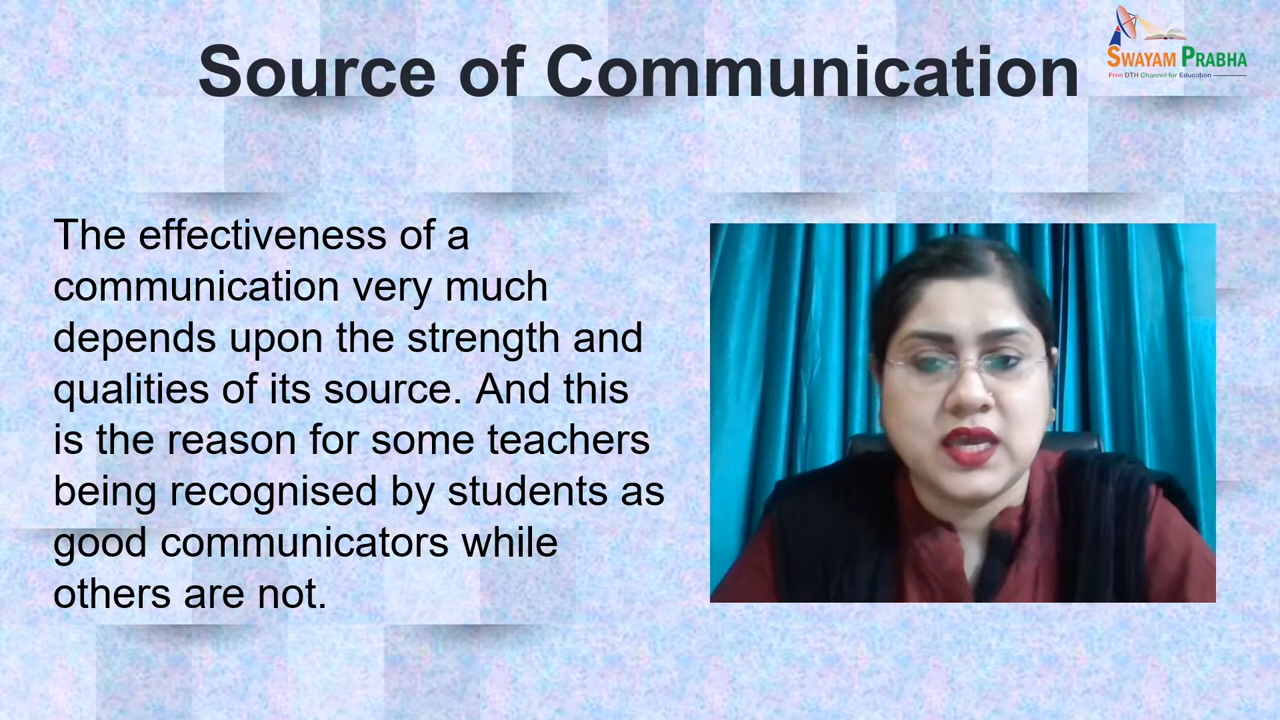 Source of Communication
SWAYAM PRABHA
Free DTH Channel for Education
The effectiveness of a
communication very much
depends upon the strength and
qualities of its source. And this
is the reason for some teachers
being recognised by students as
good communicators while
others are not.